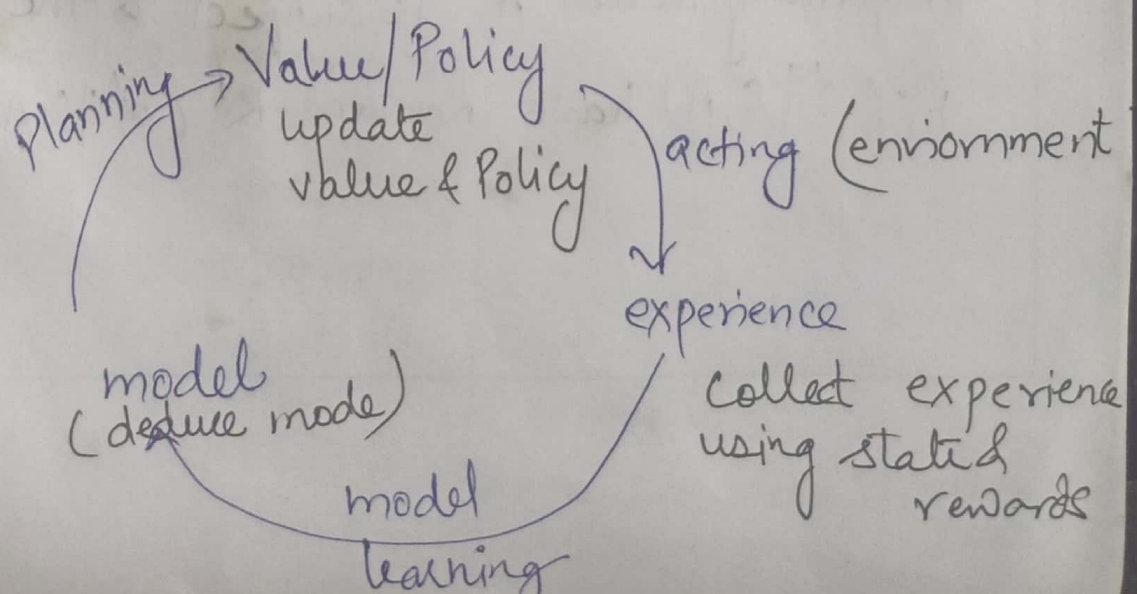 Planning
Value/Policy
update
value & Policy
acting (enviornment
experience
collect experience
using state &
rewards
model
(deduce mode)
model
learning